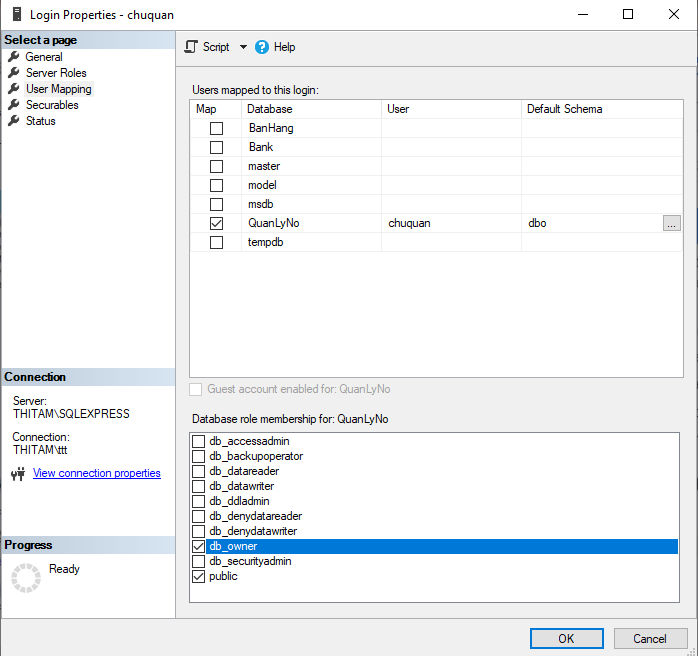 Login Properties - chuquan
Select a page
General
Server Roles
User Mapping
Securables
Status
Script Help
Users mapped to this login:
Map Database User Default Schema
BanHang
Bank
master
model
msdb
QuanLyNo chuquan dbo ...
tempdb
Guest account enabled for: QuanLyNo
Database role membership for: QuanLyNo
db_accessadmin
db_backupoperator
db_datareader
db_datawriter
db_ddladmin
db_denydatareader
db_denydatawriter
db_owner
db_securityadmin
public
Connection
Server:
THITAM\SQLEXPRESS
Connection:
THITAM\ttt
View connection properties
Progress
Ready
OK Cancel